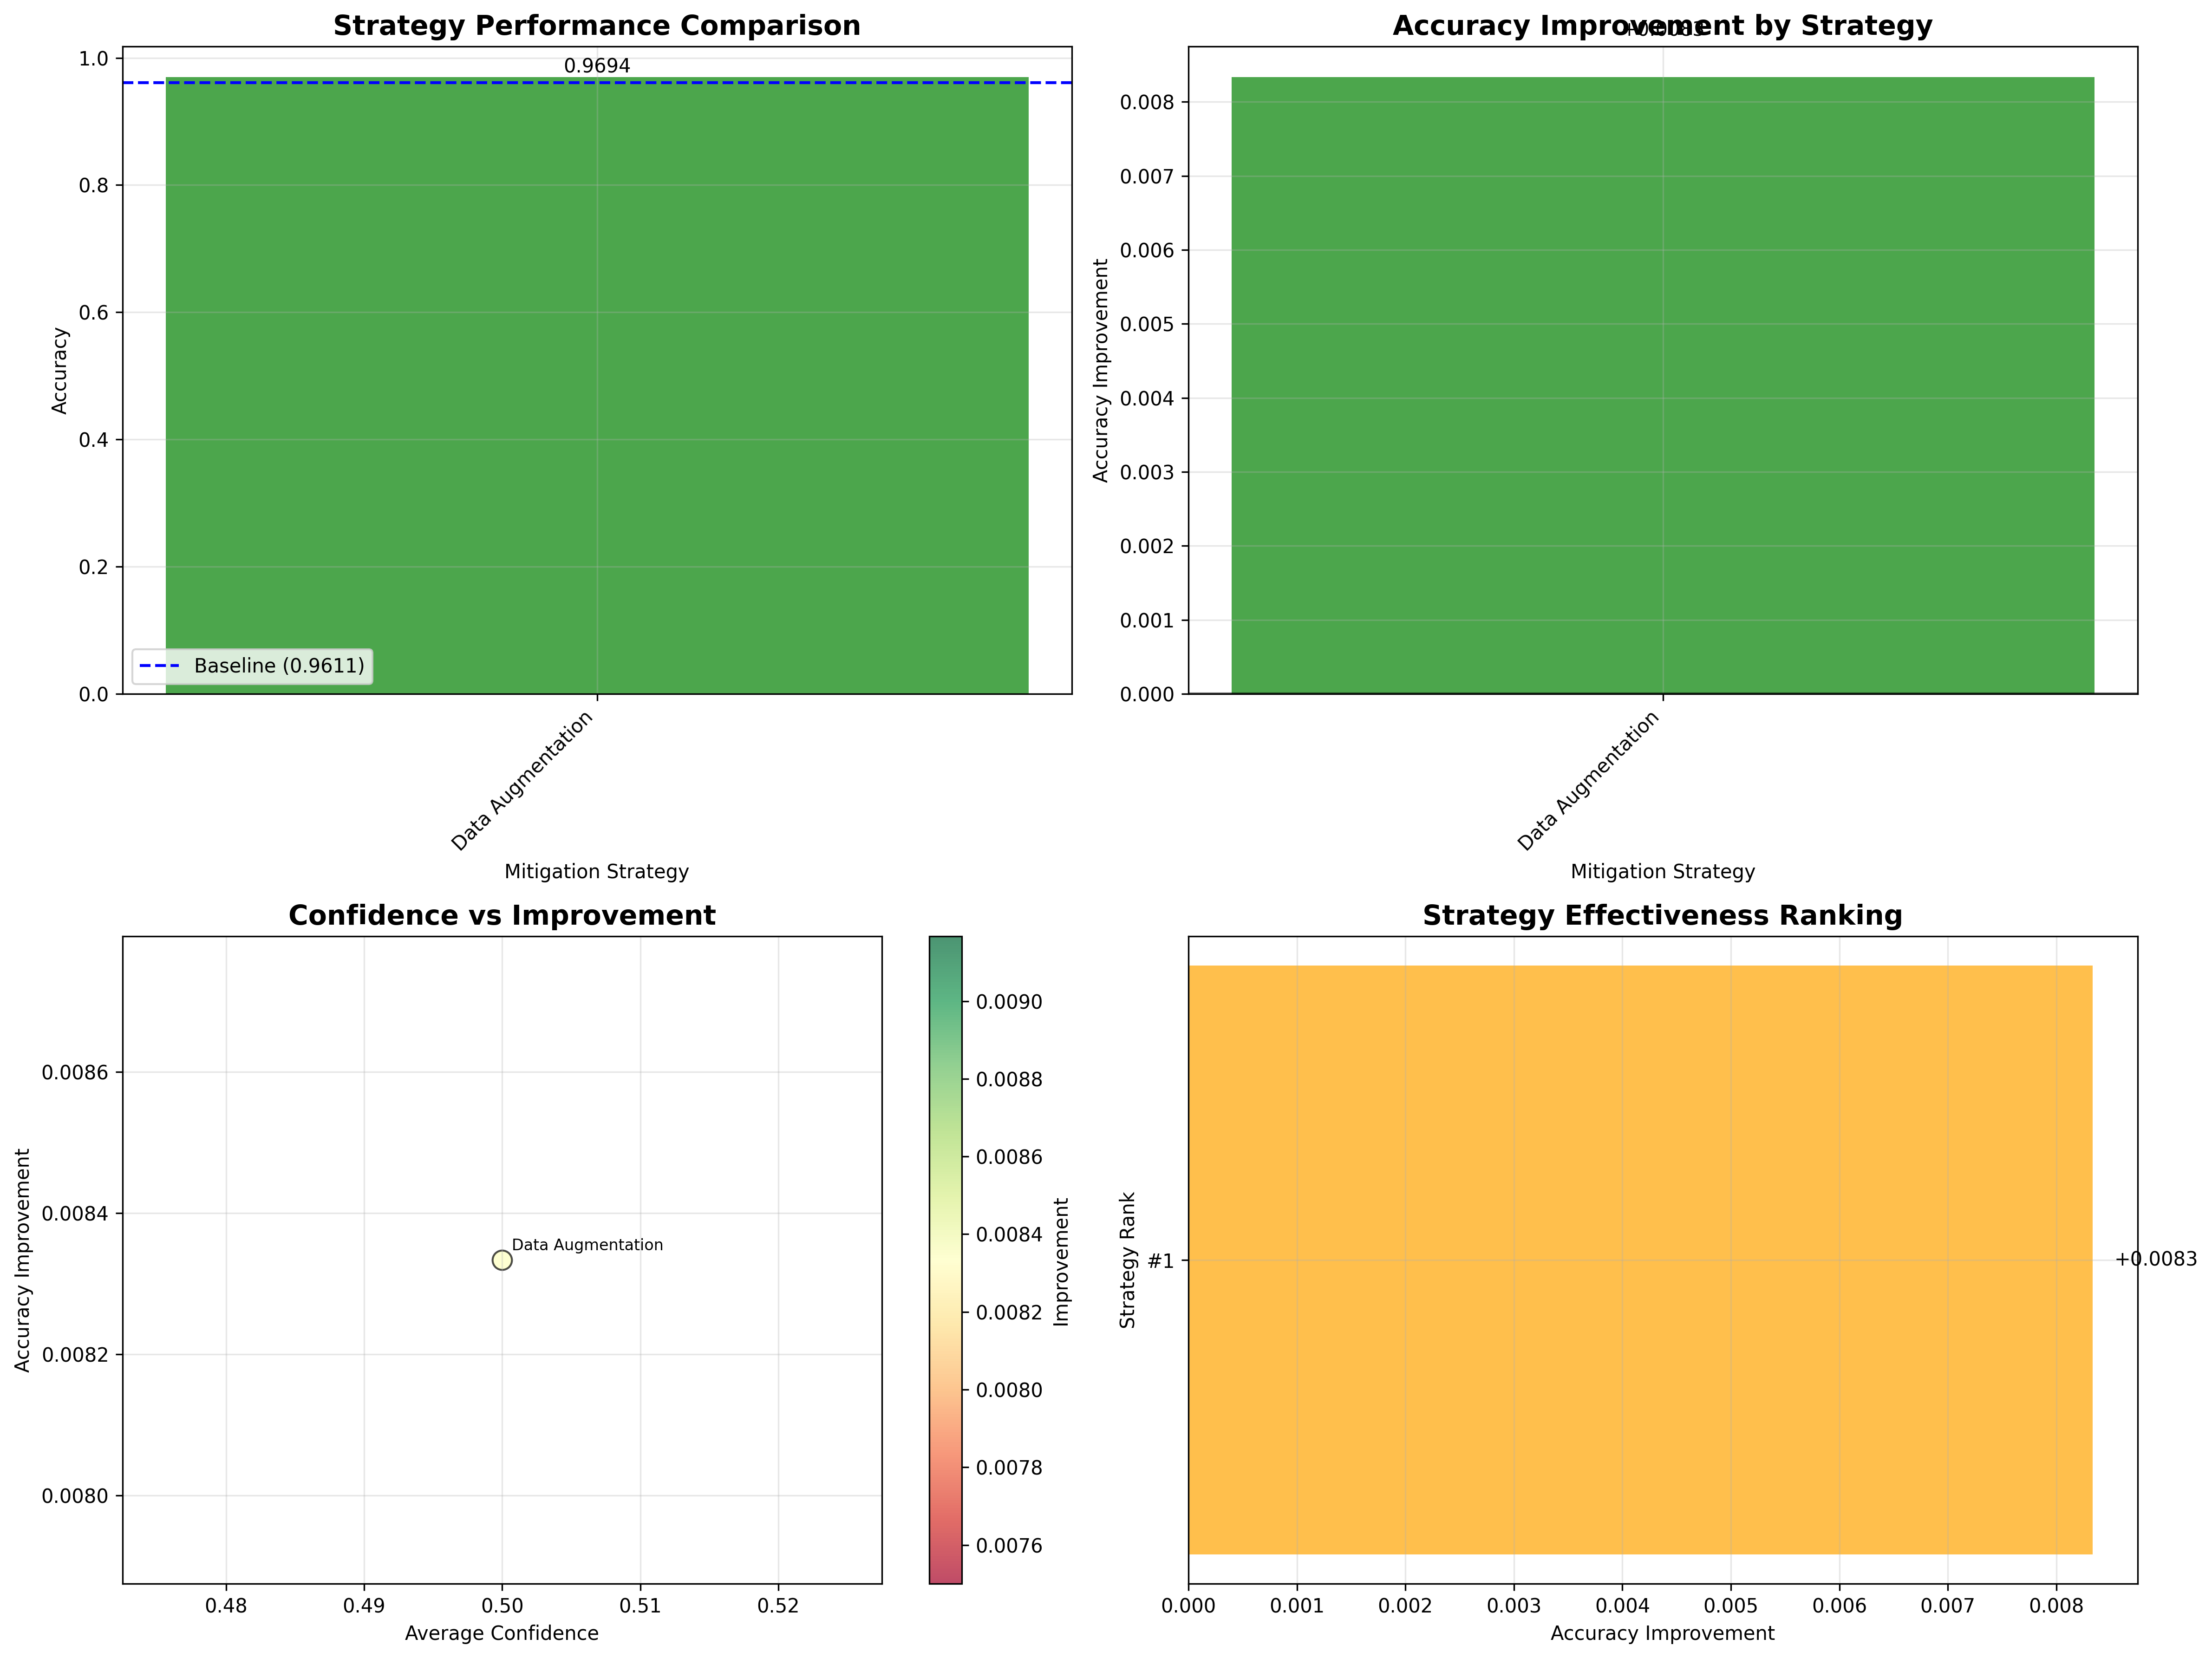 Strategy Performance Comparison
1.0
0.8
0.6
0.4
0.2
0.0
Accuracy
0.9694
Baseline (0.9611)
Data Augmentation
Mitigation Strategy
Accuracy Improvement by Strategy
+0.0083
0.008
0.007
0.006
0.005
0.004
0.003
0.002
0.001
0.000
Accuracy Improvement
Data Augmentation
Mitigation Strategy
Confidence vs Improvement
0.0086
0.0084
0.0082
0.0080
Accuracy Improvement
Data Augmentation
0.48 0.49 0.50 0.51 0.52
Average Confidence
0.0090
0.0088
0.0086
0.0084
0.0082
0.0080
0.0078
0.0076
Improvement
Strategy Effectiveness Ranking
Strategy Rank
#1
+0.0083
0.000 0.001 0.002 0.003 0.004 0.005 0.006 0.007 0.008
Accuracy Improvement